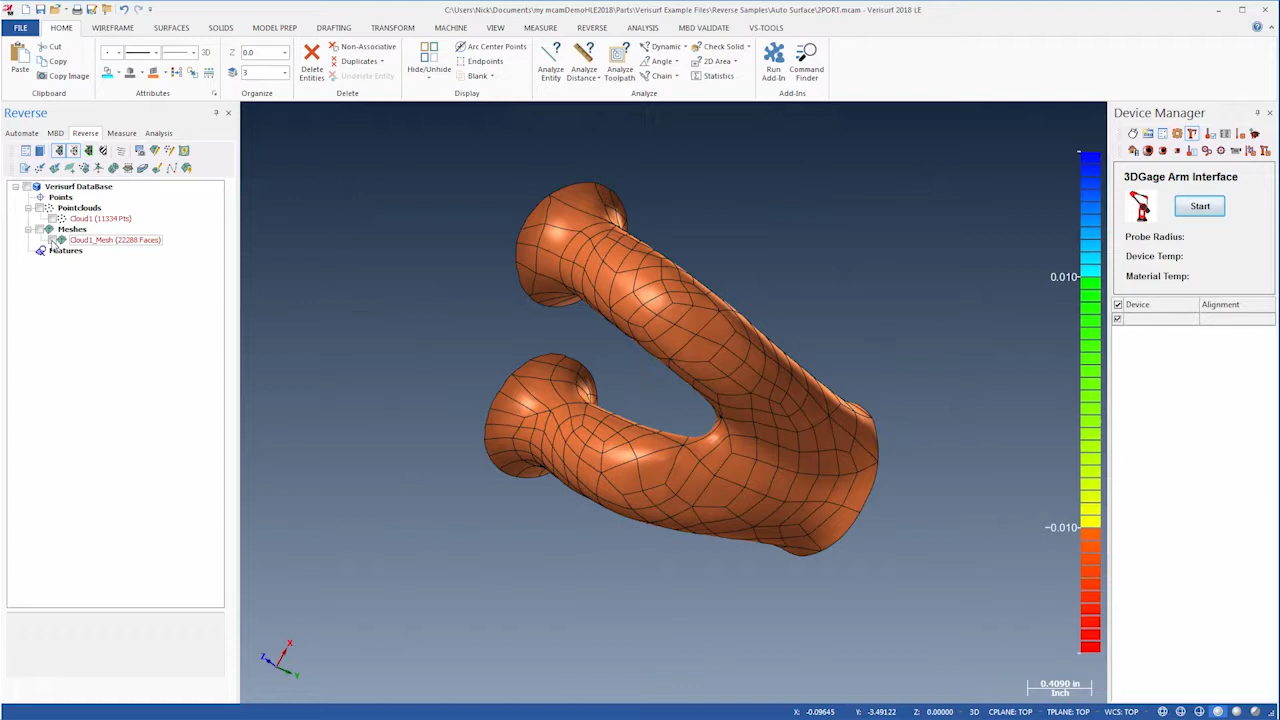 C:\Users\Nick\Documents\my mcamDemoHLE2018\Parts\Verisurf Example Files\Reverse Samples\Auto Surface\2PORT.mcam - Verisurf 2018 LE
FILE HOME WIREFRAME SURFACES SOLIDS MODEL PREP DRAFTING TRANSFORM MACHINE VIEW MEASURE REVERSE ANALYSIS MBD VS-TOOLS
Paste
Cut
Copy
Copy Image
Clipboard
3D
Attributes
Z 0.0
3
Organize
Delete Entities
Non-Associative
Duplicates
Undelete Entity
Delete
Hide/Unhide
Arc Center Points
Endpoints
Blank
Display
Analyze Entity
Analyze Distance
Analyze Toolpath
Dynamic
Angle
Chain
Check Solid
2D Area
Statistics
Analyze
Run Add-In
Command Finder
Add-Ins
Reverse
Automate MBD Reverse Measure Analysis
Verisurf DataBase
Points
Pointclouds
Cloud1 (11334 Pts)
Meshes
Cloud1_Mesh (22288 Faces)
Features
0.010
-0.010
X
Z
Y
0.4090 in
Inch
Device Manager
3DGage Arm Interface
Start
Probe Radius:
Device Temp:
Material Temp:
Device Alignment
X: -0.09645 Y: -3.49122 Z: 0.00000 3D CPLANE: TOP TPLANE: TOP WCS: TOP